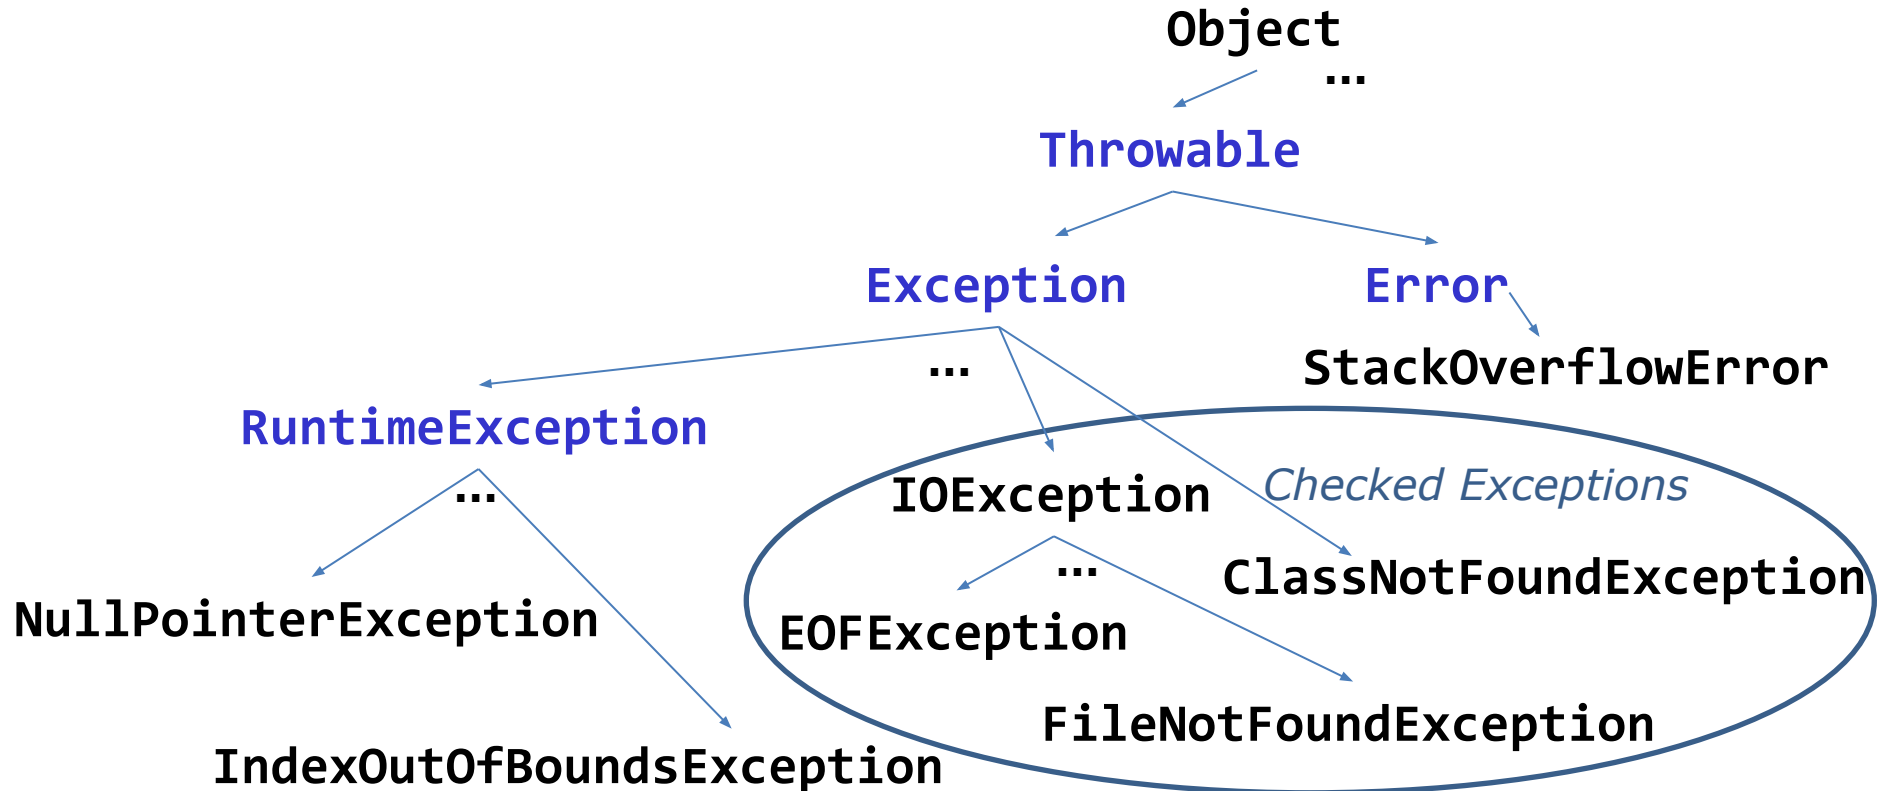 Object
...
Throwable
Exception
Error
...
StackOverflowError
RuntimeException
...
IOException
Checked Exceptions
...
ClassNotFoundException
NullPointerException
EOFException
FileNotFoundException
IndexOutOfBoundsException